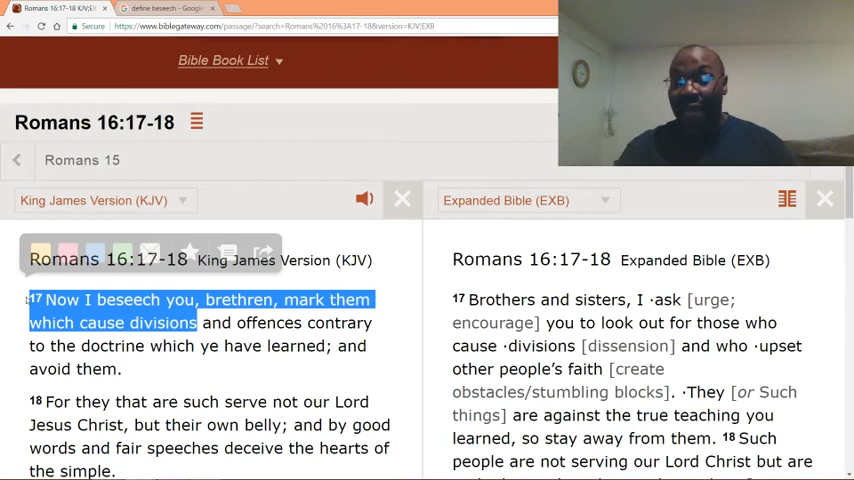 Romans 16:17-18 KJV;EX
define beseech - Google
Secure
https://www.biblegateway.com/passage/?search=Romans%2016%3A17-18&version=KJV;EXB
Bible Book List
Romans 16:17-18
Romans 15
King James Version (KJV)
Expanded Bible (EXB)
Romans 16:17-18 King James Version (KJV)
17 Now I beseech you, brethren, mark them
which cause divisions and offences contrary
to the doctrine which ye have learned; and
avoid them.
18 For they that are such serve not our Lord
Jesus Christ, but their own belly; and by good
words and fair speeches deceive the hearts of
the simple.
Romans 16:17-18 Expanded Bible (EXB)
17 Brothers and sisters, I ·ask [urge;
encourage] you to look out for those who
cause ·divisions [dissension] and who ·upset
other people's faith [create
obstacles/stumbling blocks]. ·They [or Such
things] are against the true teaching you
learned, so stay away from them. 18 Such
people are not serving our Lord Christ but are